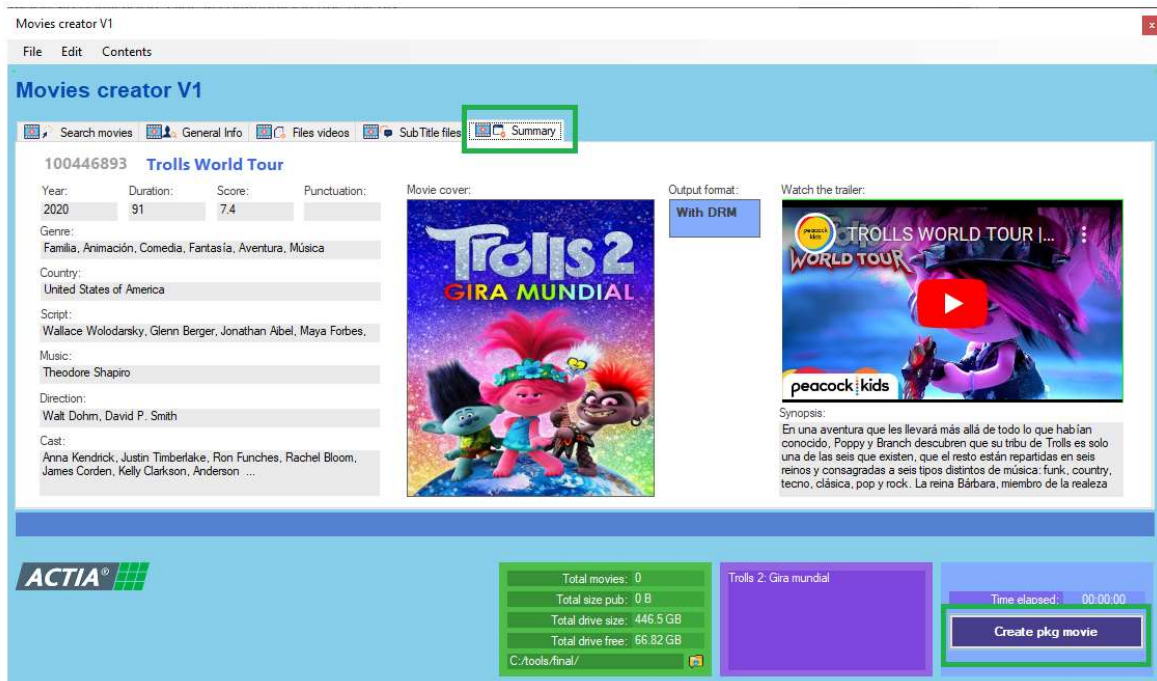 Movies creator V1
x
File Edit Contents
Movies creator V1
Search movies General Info Files videos SubTitle files Summary
100446893 Trolls World Tour
Year: Duration: Score: Punctuation:
2020 91 7.4
Genre:
Familia, Animación, Comedia, Fantasía, Aventura, Música
Country:
United States of America
Script:
Wallace Wolodarsky, Glenn Berger, Jonathan Aibel, Maya Forbes,
Music:
Theodore Shapiro
Direction:
Walt Dohrn, David P. Smith
Cast:
Anna Kendrick, Justin Timberlake, Ron Funches, Rachel Bloom,
James Corden, Kelly Clarkson, Anderson ...
Movie cover:
Trolls 2
GIRA MUNDIAL
Output format:
With DRM
Watch the trailer:
peacock kids
TROLLS WORLD TOUR |...
WORLD TOUR
peacock kids
Synopsis:
En una aventura que les llevará más allá de todo lo que habían
conocido, Poppy y Branch descubren que su tribu de Trolls es solo
una de las seis que existen, que el resto están repartidas en seis
reinos y consagradas a seis tipos distintos de música: funk, country,
tecno, clásica, pop y rock. La reina Bárbara, miembro de la realeza
ACTIA®
Total movies: 0
Total size pub: 0 B
Total drive size: 446.5 GB
Total drive free: 66.82 GB
C:/tools/final/
Trolls 2: Gira mundial
Time elapsed: 00:00:00
Create pkg movie